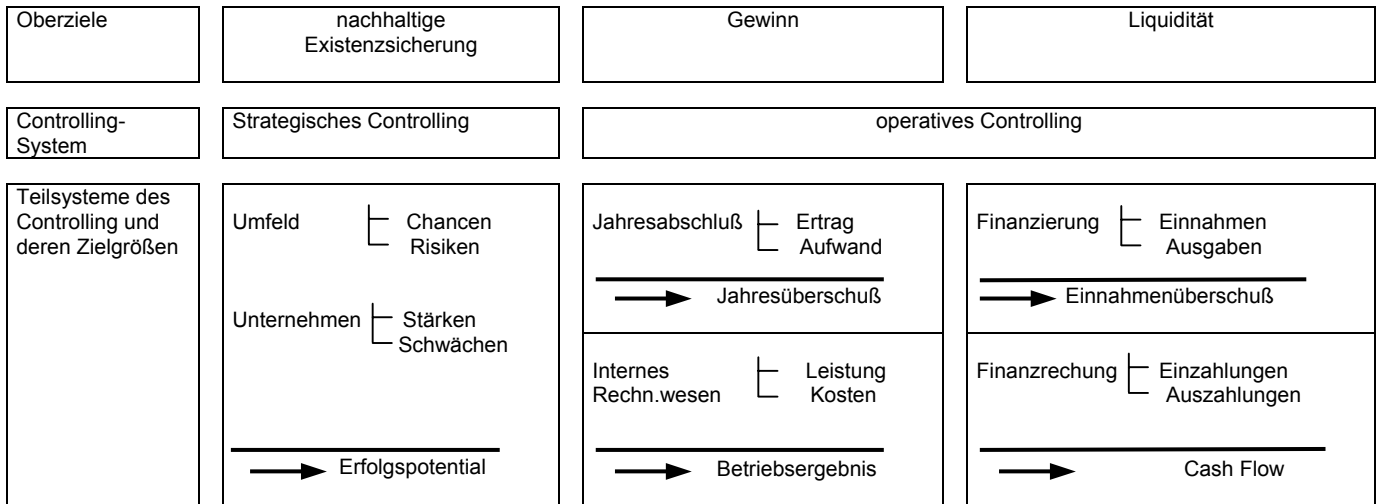 Oberziele
nachhaltige
Existenzsicherung
Gewinn
Liquidität
Controlling-
System
Strategisches Controlling
operatives Controlling
Teilsysteme des
Controlling und
deren Zielgrößen
Umfeld Chancen
Risiken
Unternehmen Stärken
Schwächen
Erfolgspotential
Jahresabschluß Ertrag
Aufwand
Jahresüberschuß
Internes Leistung
Rechn.wesen Kosten
Betriebsergebnis
Finanzierung Einnahmen
Ausgaben
Einnahmenüberschuß
Finanzrechung Einzahlungen
Auszahlungen
Cash Flow